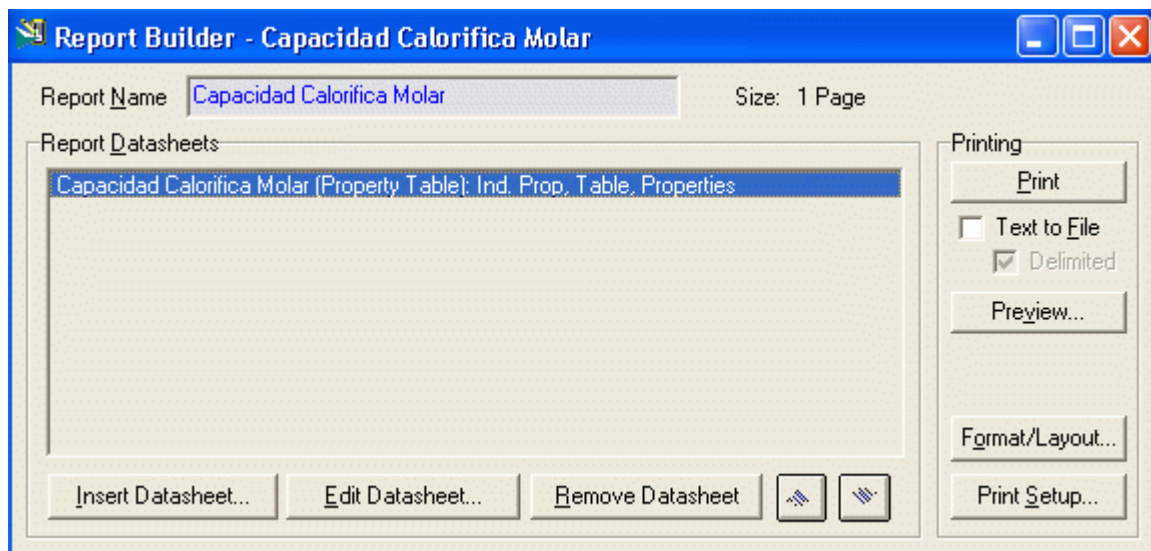 Report Builder - Capacidad Calorifica Molar
Report Name Capacidad Calorifica Molar Size: 1 Page
Report Datasheets
Capacidad Calorifica Molar (Property Table): Ind. Prop, Table, Properties
Insert Datasheet... Edit Datasheet... Remove Datasheet
Printing
Print
Text to File
Delimited
Preview...
Format/Layout...
Print Setup...